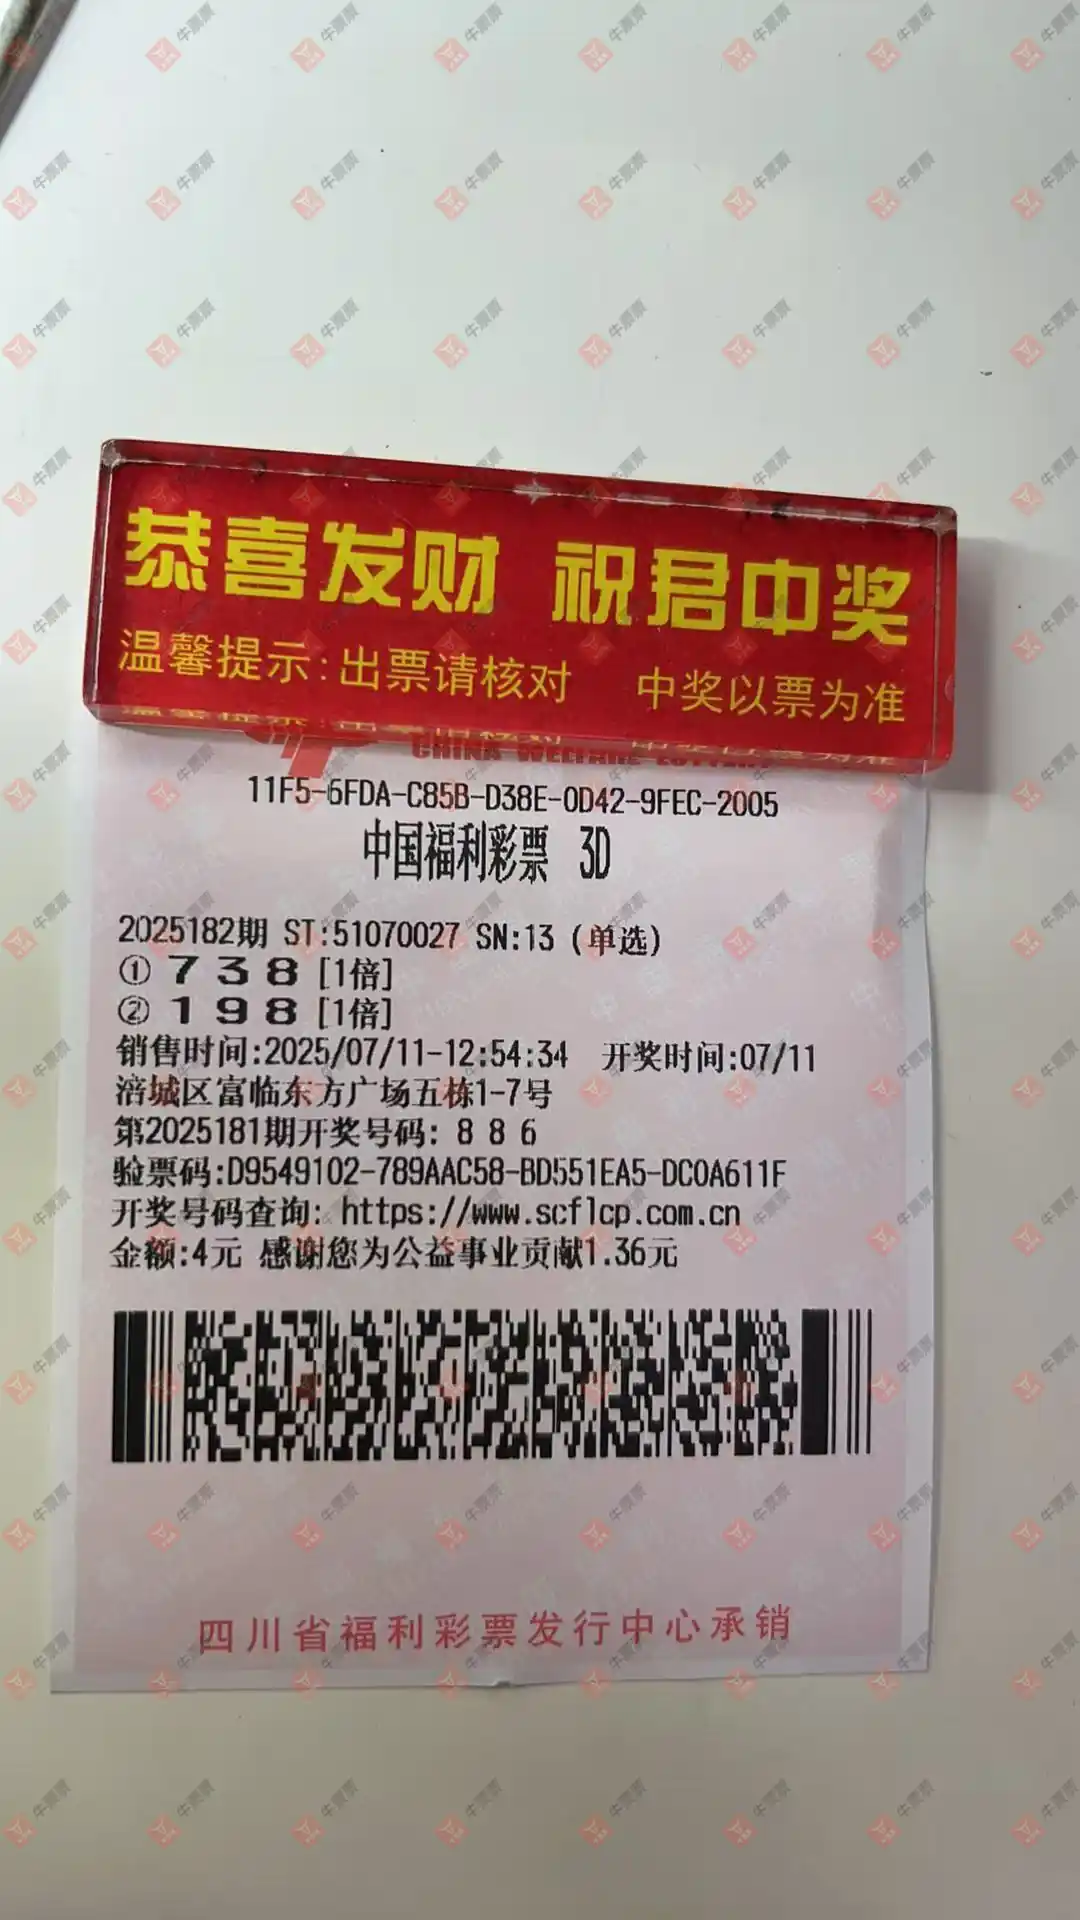 恭喜发财 祝君中奖
温馨提示:出票请核对 中奖以票为准
CHINA WELFARE LOTTERY
11F5-6FDA-C85B-D38E-0D42-9FEC-2005
中国福利彩票 3D
2025182期 ST:51070027 SN:13 (单选)
① 7 3 8 [1倍]
② 1 9 8 [1倍]
销售时间:2025/07/11-12:54:34 开奖时间:07/11
涪城区富临东方广场五栋1-7号
第2025181期开奖号码: 8 8 6
验票码:D9549102-789AAC58-BD551EA5-DC0A611F
开奖号码查询: https://www.scflcp.com.cn
金额:4元 感谢您为公益事业贡献1.36元
四川省福利彩票发行中心承销
牛票票